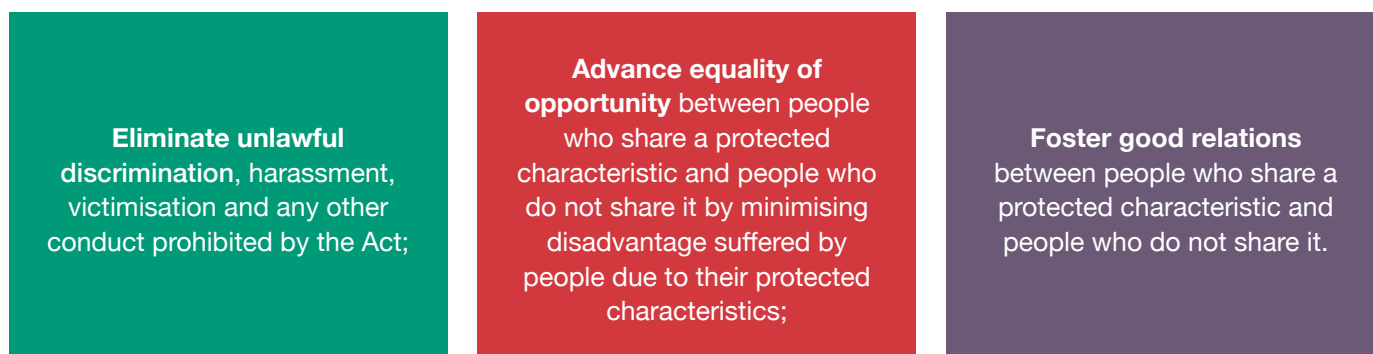 Eliminate unlawful
discrimination, harassment,
victimisation and any other
conduct prohibited by the Act;
Advance equality of
opportunity between people
who share a protected
characteristic and people who
do not share it by minimising
disadvantage suffered by
people due to their protected
characteristics;
Foster good relations
between people who share a
protected characteristic and
people who do not share it.